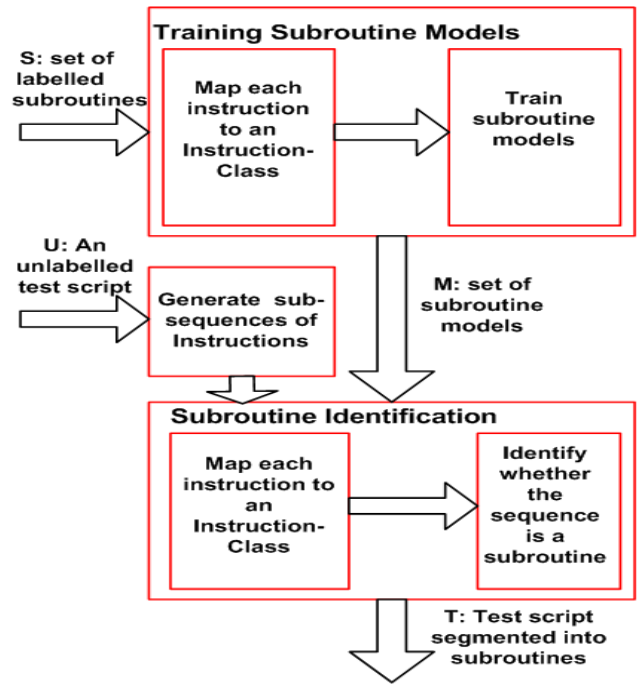 Training Subroutine Models
S: set of
labelled
subroutines
Map each
instruction
to an
Instruction-
Class
Train
subroutine
models
U: An
unlabelled
test script
Generate sub-
sequences of
Instructions
M: set of
subroutine
models
Subroutine Identification
Map each
instruction to
an
Instruction-
Class
Identify
whether
the
sequence
is a
subroutine
T: Test script
segmented into
subroutines